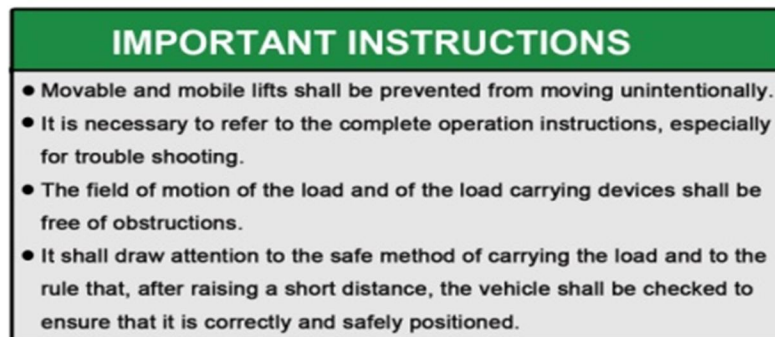 IMPORTANT INSTRUCTIONS
● Movable and mobile lifts shall be prevented from moving unintentionally.
● It is necessary to refer to the complete operation instructions, especially
for trouble shooting.
● The field of motion of the load and of the load carrying devices shall be
free of obstructions.
● It shall draw attention to the safe method of carrying the load and to the
rule that, after raising a short distance, the vehicle shall be checked to
ensure that it is correctly and safely positioned.